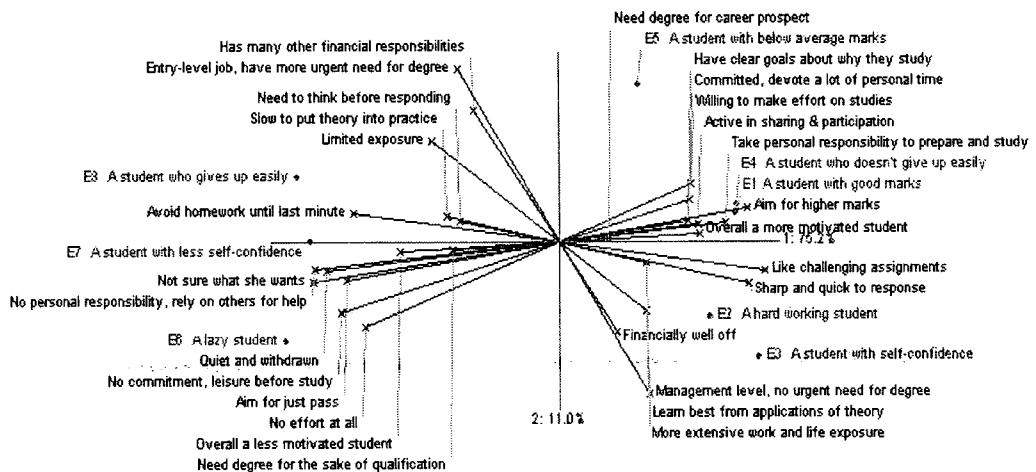 Need degree for career prospect
E5 A student with below average marks
Has many other financial responsibilities
Entry-level job, have more urgent need for degree
Have clear goals about why they study
Committed, devote a lot of personal time
Need to think before responding
Willing to make effort on studies
Slow to put theory into practice
Active in sharing & participation
Limited exposure
Take personal responsibility to prepare and study
E4 A student who doesn't give up easily
E8 A student who gives up easily
E1 A student with good marks
Aim for higher marks
Avoid homework until last minute
Overall a more motivated student
1: 75.2%
E7 A student with less self-confidence
Like challenging assignments
Not sure what she wants
Sharp and quick to response
No personal responsibility, rely on others for help
E2 A hard working student
Financially well off
E6 A lazy student
E3 A student with self-confidence
Quiet and withdrawn
No commitment, leisure before study
Management level, no urgent need for degree
Aim for just pass
Learn best from applications of theory
No effort at all
2: 11.0%
More extensive work and life exposure
Overall a less motivated student
Need degree for the sake of qualification